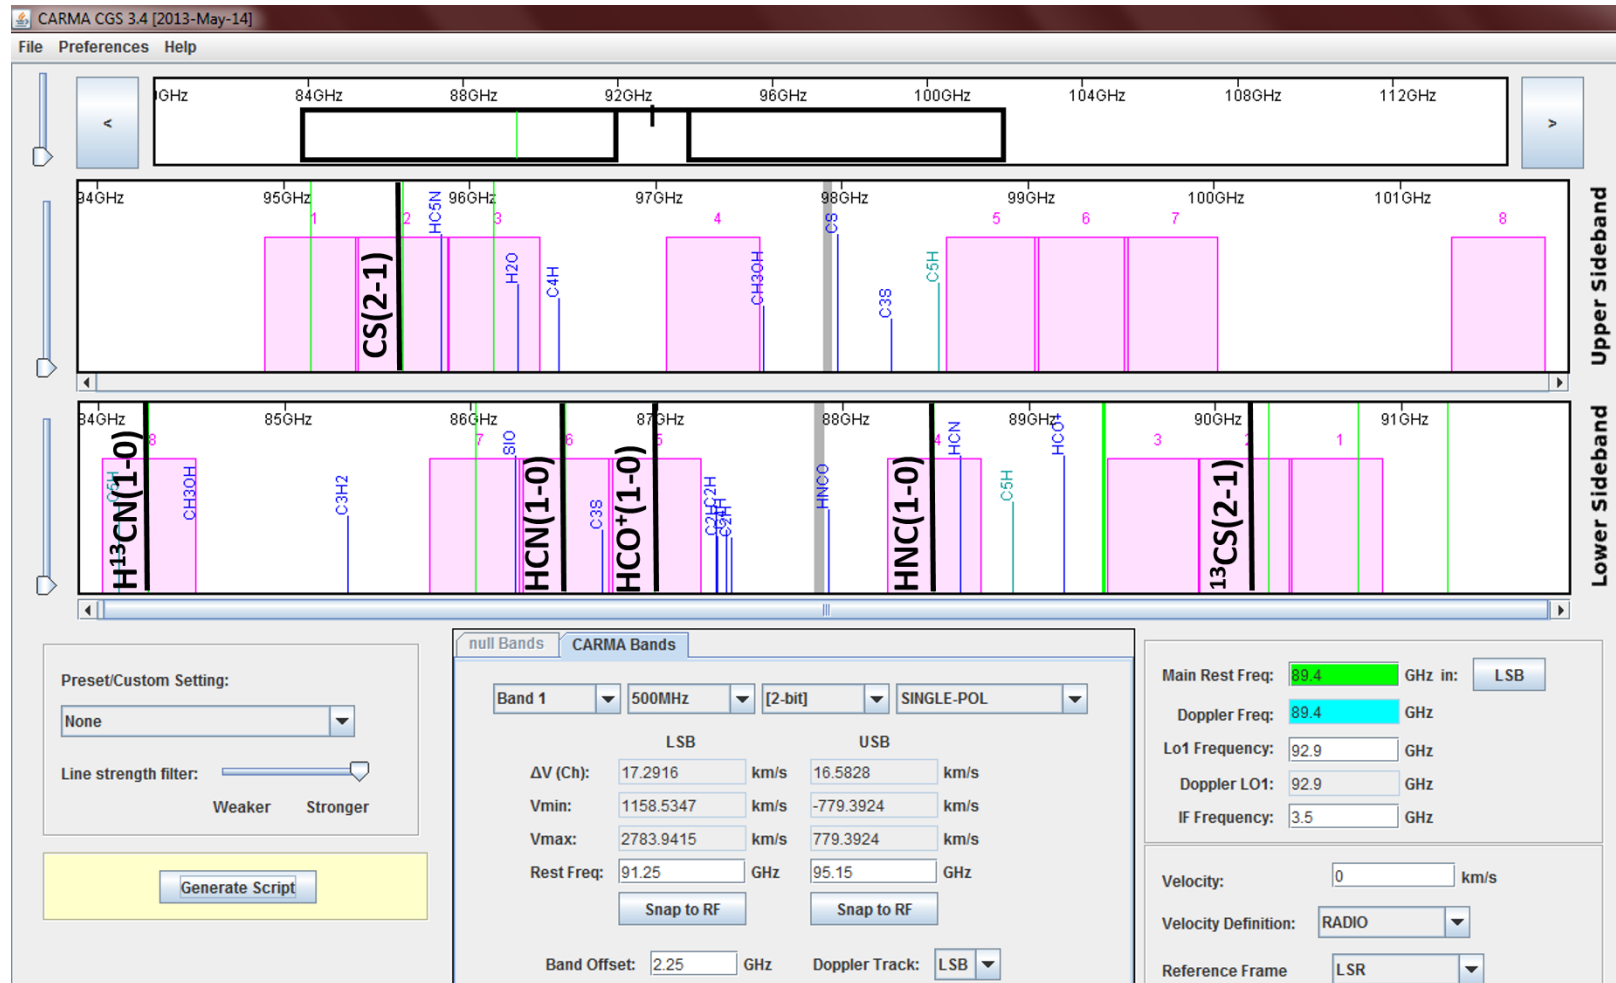 CARMA CGS 3.4 [2013-May-14]
File Preferences Help
<
GHz 84GHz 88GHz 92GHz 96GHz 100GHz 104GHz 108GHz 112GHz
>
94GHz 95GHz 96GHz 97GHz 98GHz 99GHz 100GHz 101GHz
1 2 3 4 5 6 7 8
CS(2-1)
HC5N
H2O
C4H
CH3OH
CS
C3S
C5H
Upper Sideband
84GHz 85GHz 86GHz 87GHz 88GHz 89GHz 90GHz 91GHz
8 7 6 5 4 3 2 1
C5H
H¹³CN(1-0)
CH3OH
C3H2
SIO
HCN(1-0)
C3S
HCO⁺(1-0)
C2H
C2H
C2H
HNCO
HNC(1-0)
HCN
C5H
HCO+
¹³CS(2-1)
Lower Sideband
null Bands CARMA Bands
Preset/Custom Setting:
None
Line strength filter:
Weaker Stronger
Generate Script
Band 1 500MHz [2-bit] SINGLE-POL
LSB USB
ΔV (Ch): 17.2916 km/s 16.5828 km/s
Vmin: 1158.5347 km/s -779.3924 km/s
Vmax: 2783.9415 km/s 779.3924 km/s
Rest Freq: 91.25 GHz 95.15 GHz
Snap to RF Snap to RF
Band Offset: 2.25 GHz Doppler Track: LSB
Main Rest Freq: 89.4 GHz in: LSB
Doppler Freq: 89.4 GHz
Lo1 Frequency: 92.9 GHz
Doppler LO1: 92.9 GHz
IF Frequency: 3.5 GHz
Velocity: 0 km/s
Velocity Definition: RADIO
Reference Frame LSR